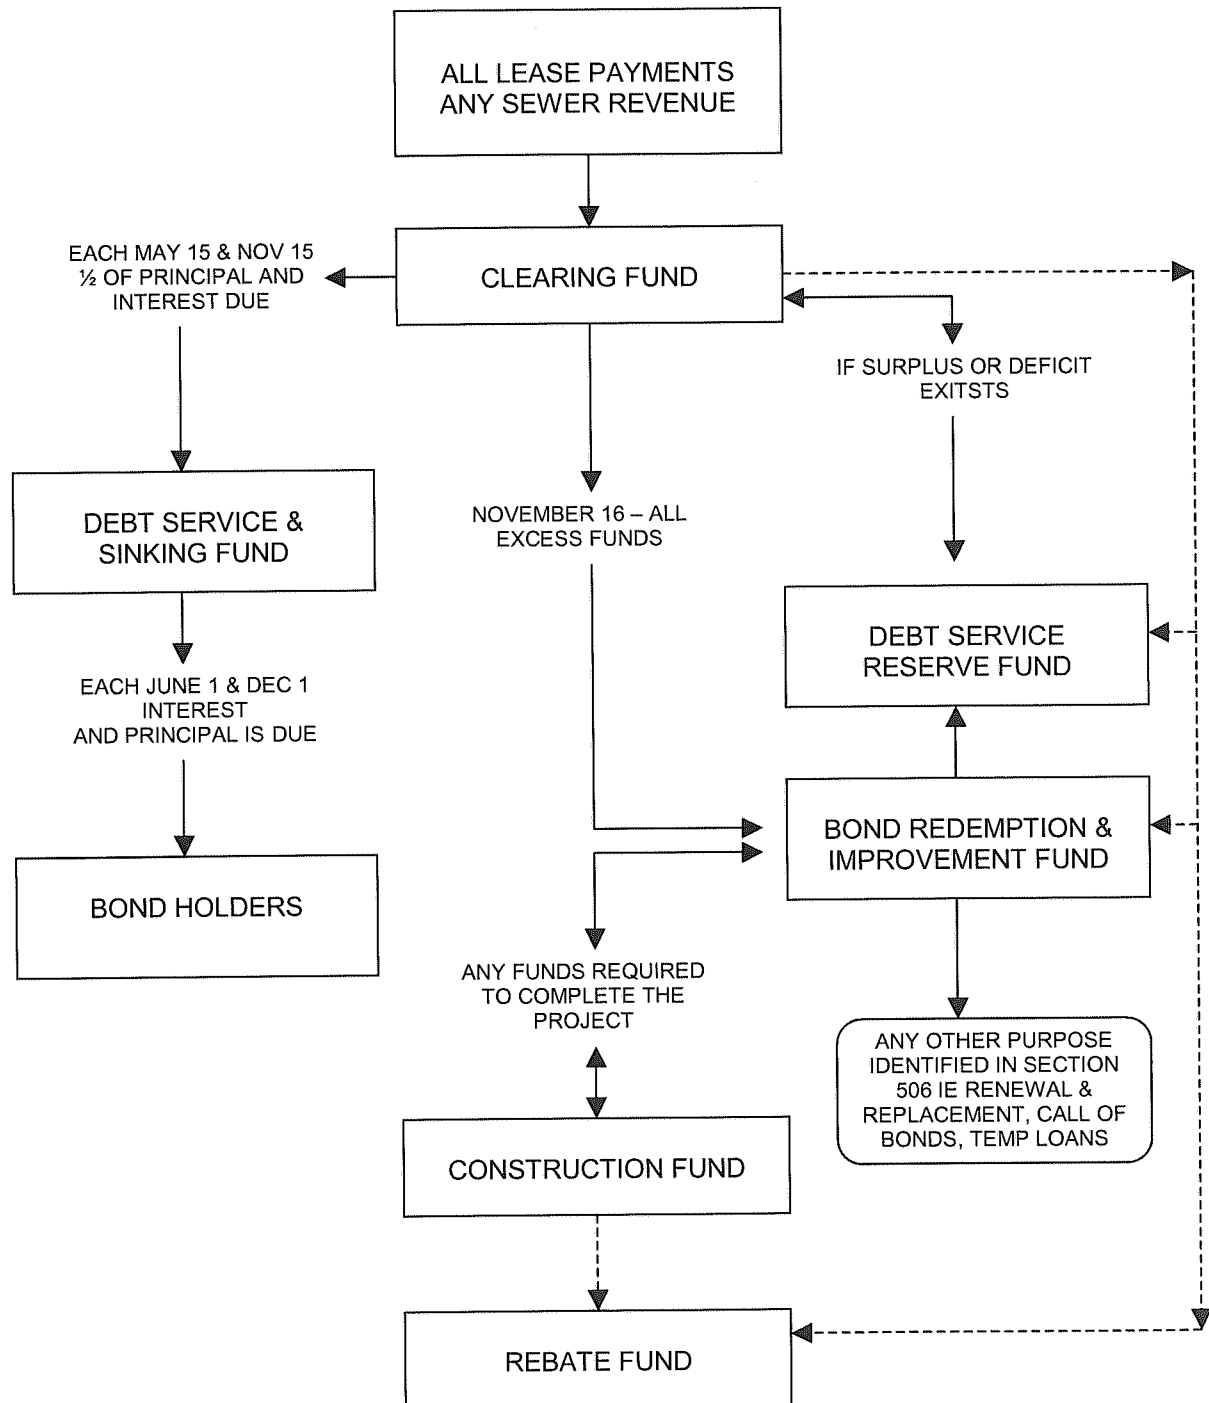 ALL LEASE PAYMENTS
ANY SEWER REVENUE
EACH MAY 15 & NOV 15
½ OF PRINCIPAL AND
INTEREST DUE
CLEARING FUND
IF SURPLUS OR DEFICIT
EXITSTS
DEBT SERVICE &
SINKING FUND
NOVEMBER 16 – ALL
EXCESS FUNDS
DEBT SERVICE
RESERVE FUND
EACH JUNE 1 & DEC 1
INTEREST
AND PRINCIPAL IS DUE
BOND REDEMPTION &
IMPROVEMENT FUND
BOND HOLDERS
ANY FUNDS REQUIRED
TO COMPLETE THE
PROJECT
ANY OTHER PURPOSE
IDENTIFIED IN SECTION
506 IE RENEWAL &
REPLACEMENT, CALL OF
BONDS, TEMP LOANS
CONSTRUCTION FUND
REBATE FUND